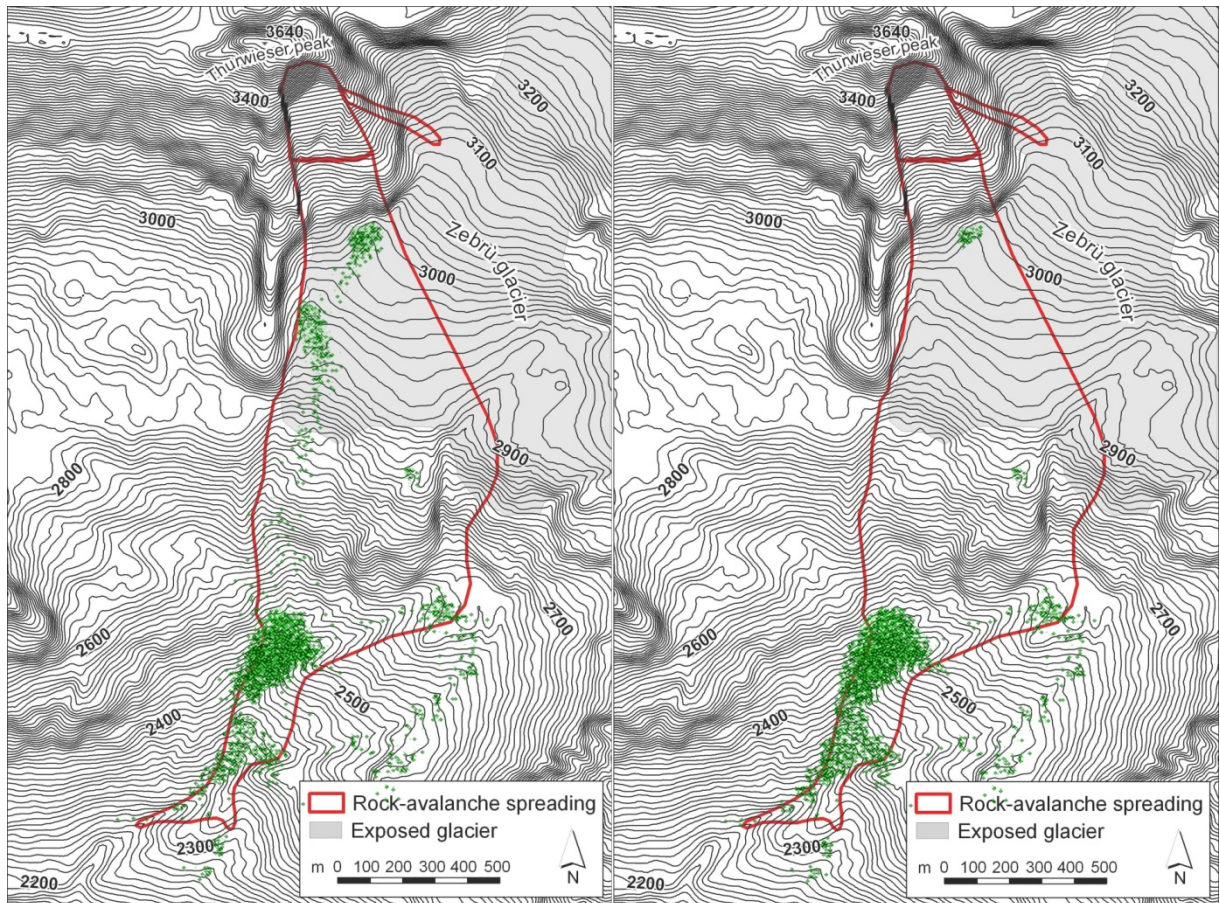 3640
Thurwieser peak
3400
3200
3100
3000
Zebrù glacier
3000
2900
2800
2700
2600
2500
2400
Rock-avalanche spreading
Exposed glacier
2300
m 0 100 200 300 400 500
N
2200
3640
Thurwieser peak
3400
3200
3100
3000
Zebrù glacier
3000
2900
2800
2700
2600
2500
2400
Rock-avalanche spreading
Exposed glacier
2300
m 0 100 200 300 400 500
N
2200